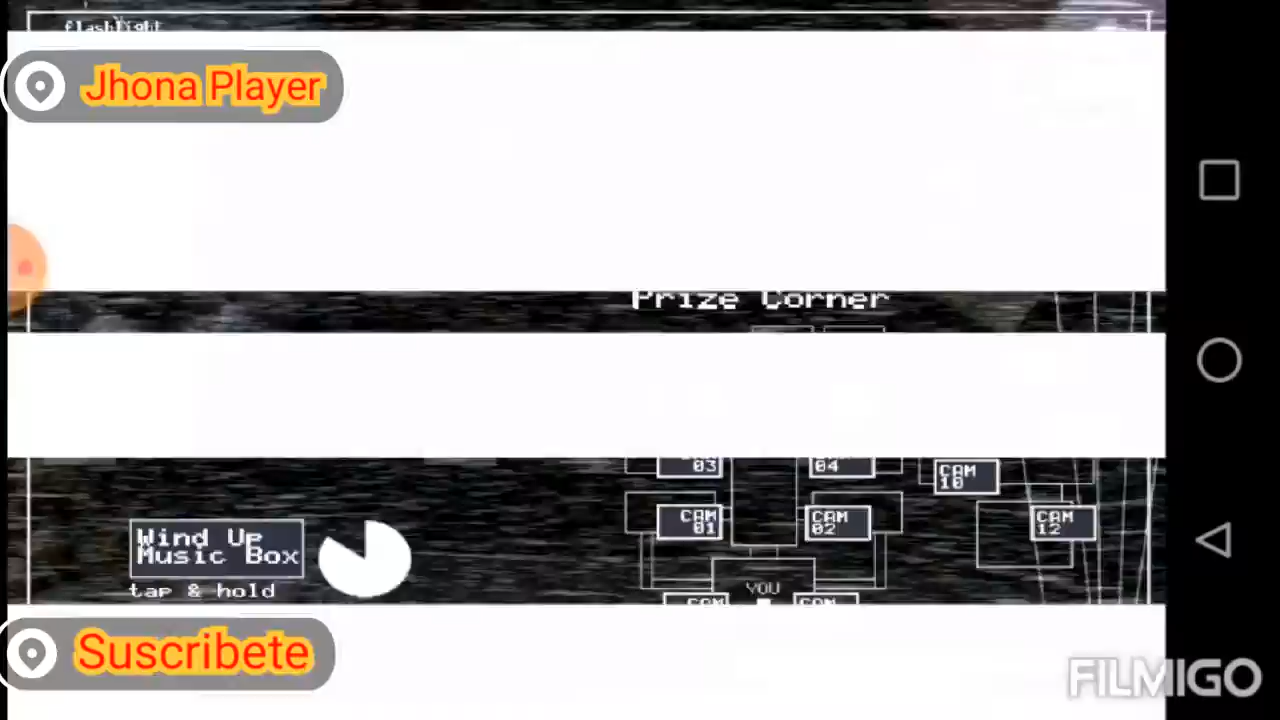 flashlight
Jhona Player
Prize Corner
03
04
CAM
10
CAM
01
CAM
02
CAM
12
Wind Up
Music Box
tap & hold
YOU
CAM
CAM
Suscribete
FILMIGO